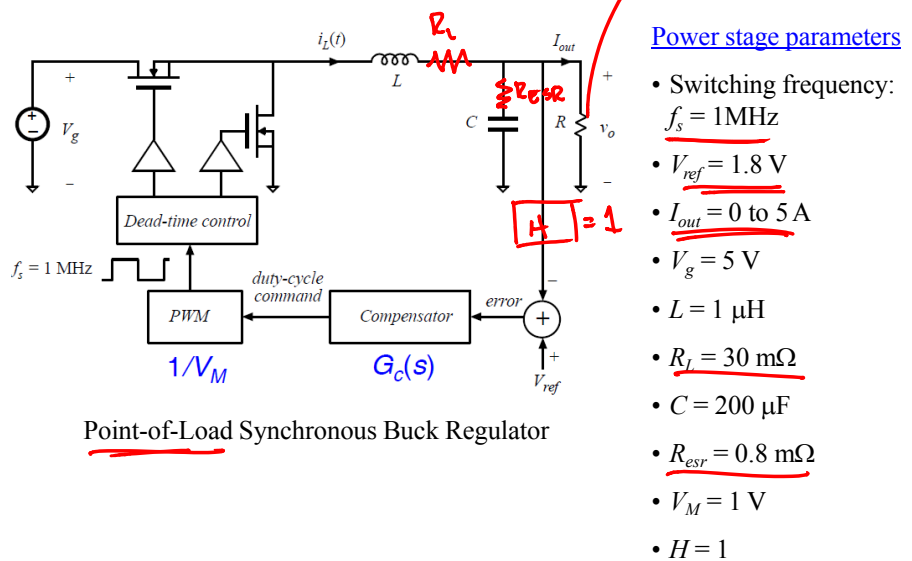 R_L
i_L(t)
I_out
Power stage parameters
L
+
R_ESR
+
• Switching frequency:
f_s = 1MHz
V_g
C
R
v_o
• V_ref = 1.8 V
–
–
• I_out = 0 to 5 A
Dead-time control
H = 1
• V_g = 5 V
f_s = 1 MHz
duty-cycle
command
error
–
• L = 1 μH
PWM
Compensator
+
• R_L = 30 mΩ
1/V_M
G_c(s)
+
V_ref
• C = 200 μF
Point-of-Load Synchronous Buck Regulator
• R_esr = 0.8 mΩ
• V_M = 1 V
• H = 1